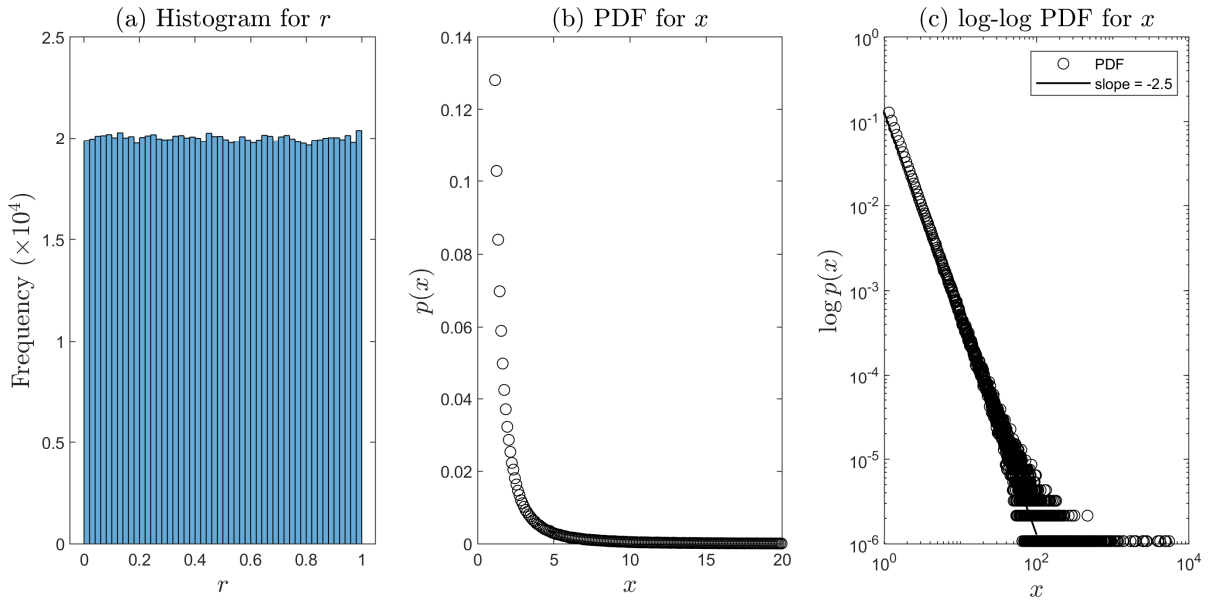 (a) Histogram for r
2.5
2
1.5
1
0.5
0
Frequency (×10⁴)
0 0.2 0.4 0.6 0.8 1
r
(b) PDF for x
0.14
0.12
0.1
0.08
0.06
0.04
0.02
0
p(x)
0 5 10 15 20
x
(c) log-log PDF for x
PDF
slope = -2.5
10⁰
10⁻¹
10⁻²
10⁻³
10⁻⁴
10⁻⁵
10⁻⁶
log p(x)
10⁰ 10² 10⁴
x